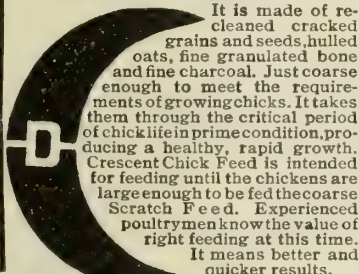 It is made of re-
cleaned cracked
grains and seeds,hulled
oats, fine granulated bone
and fine charcoal. Just coarse
enough to meet the require-
ments of growing chicks. It takes
them through the critical period
of chick life in prime condition, pro-
D
ducing a healthy, rapid growth.
Crescent Chick Feed is intended
for feeding until the chickens are
large enough to be fed the coarse
Scratch Feed. Experienced
poultrymen know the value of
right feeding at this time.
It means better and
quicker results.